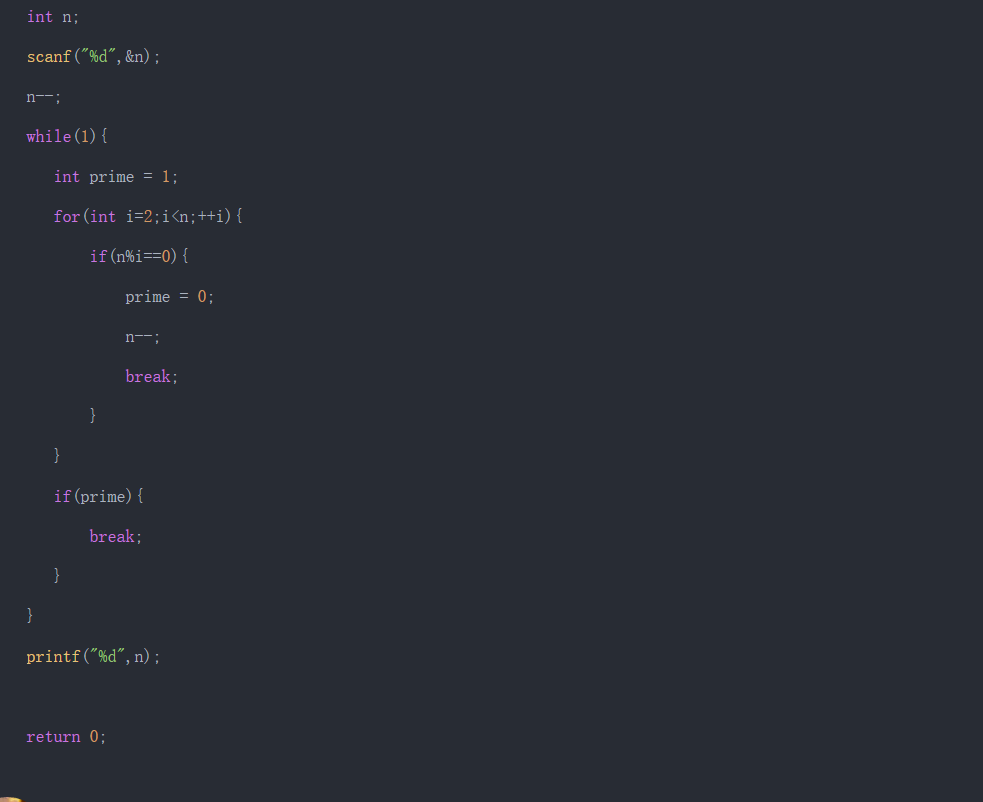 int n;
scanf("%d",&n);
n--;
while(1){
int prime = 1;
for(int i=2;i<n;++i){
if(n%i==0){
prime = 0;
n--;
break;
}
}
if(prime){
break;
}
}
printf("%d",n);
return 0;